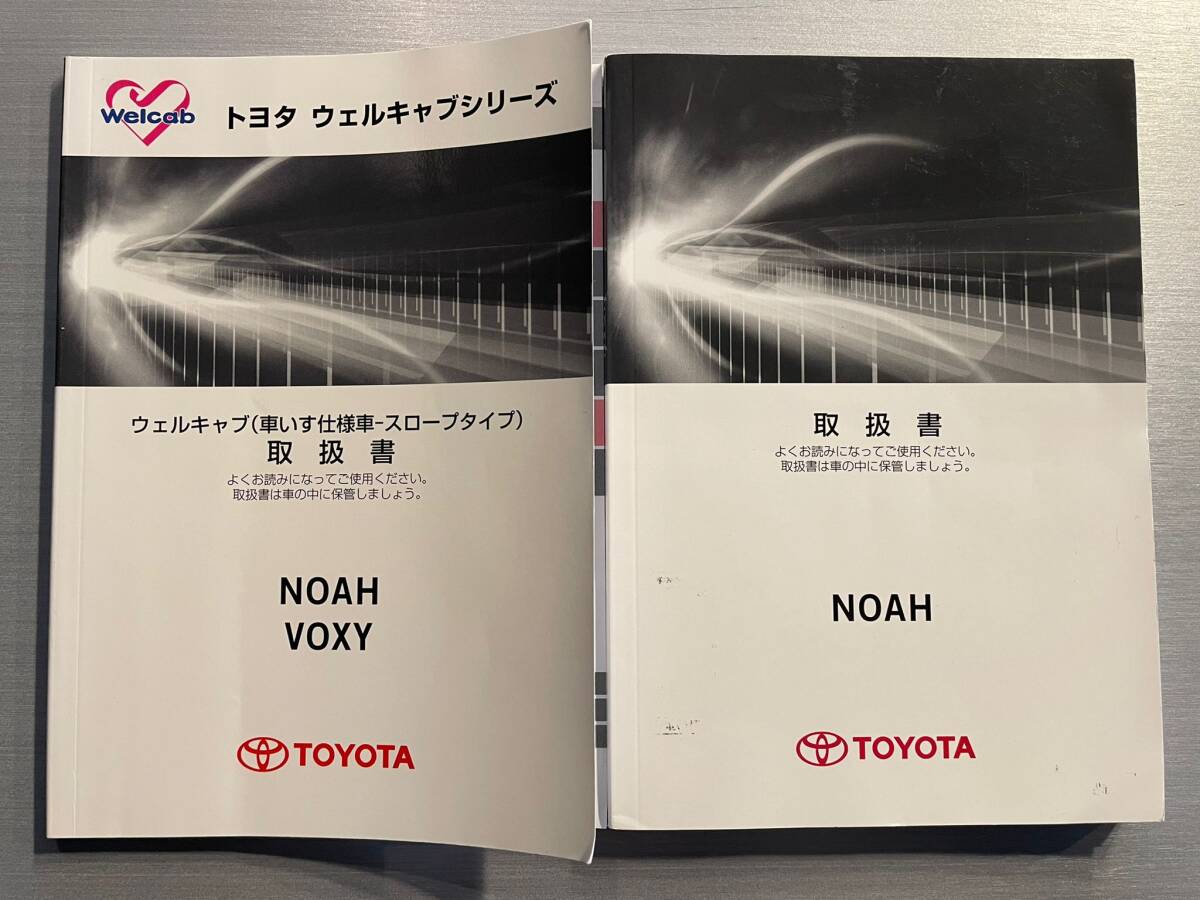 Welcab
トヨタ ウェルキャブシリーズ
ウェルキャブ(車いす仕様車-スロープタイプ)
取扱書
よくお読みになってご使用ください。
取扱書は車の中に保管しましょう。
NOAH
VOXY
TOYOTA
取扱書
よくお読みになってご使用ください。
取扱書は車の中に保管しましょう。
NOAH
TOYOTA